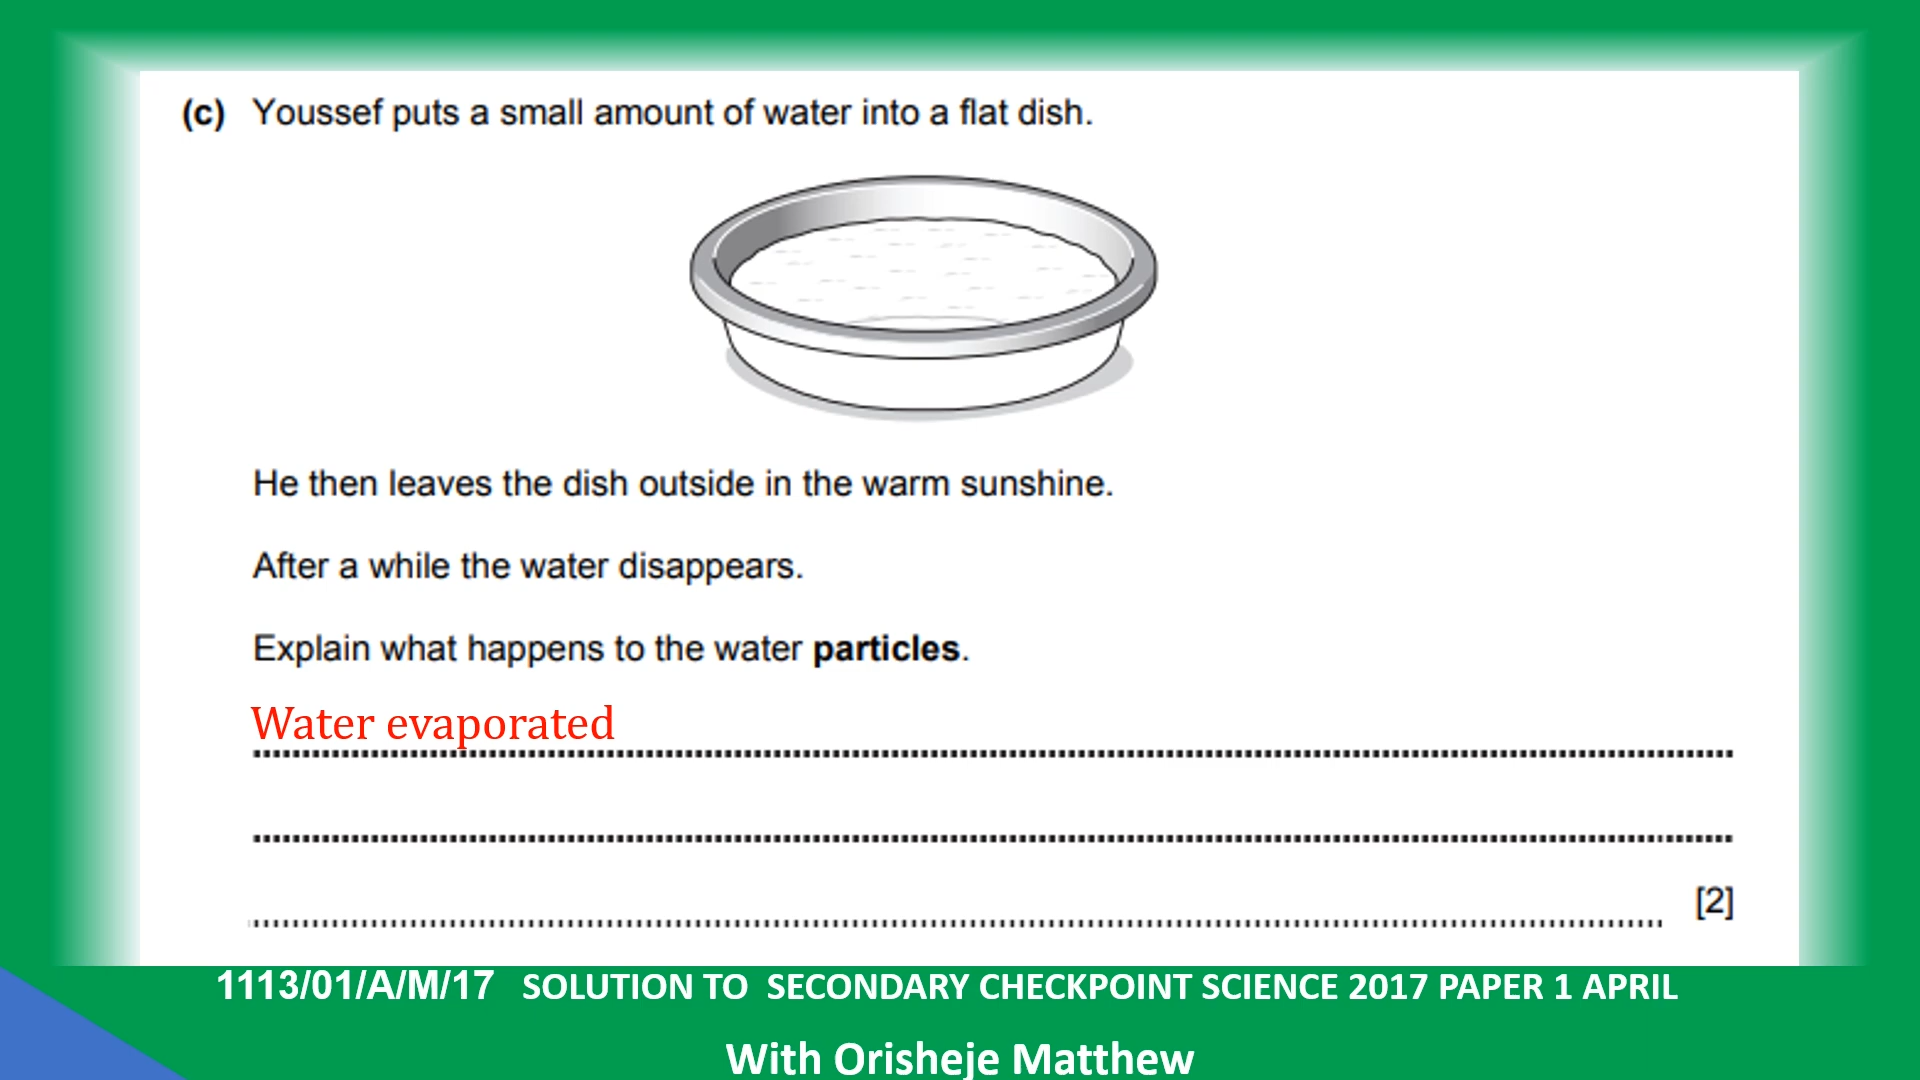 (c) Youssef puts a small amount of water into a flat dish.
He then leaves the dish outside in the warm sunshine.
After a while the water disappears.
Explain what happens to the water particles.
Water evaporated
[2]
1113/01/A/M/17 SOLUTION TO SECONDARY CHECKPOINT SCIENCE 2017 PAPER 1 APRIL
With Orisheje Matthew